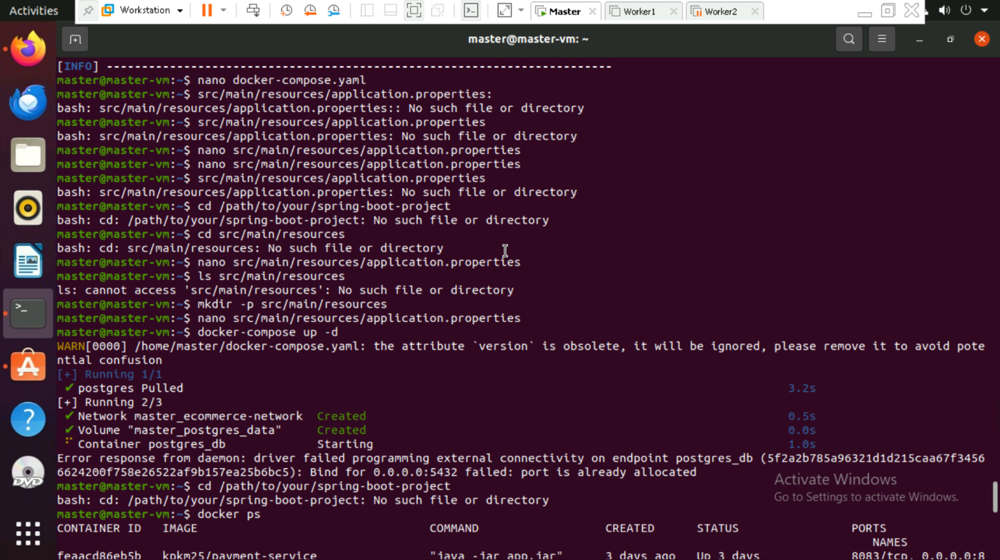 Activities
Workstation
Master
Worker1
Worker2
master@master-vm: ~
[INFO] ------------------------------------------------------------------------
master@master-vm:~$ nano docker-compose.yaml
master@master-vm:~$ src/main/resources/application.properties:
bash: src/main/resources/application.properties:: No such file or directory
master@master-vm:~$ src/main/resources/application.properties
bash: src/main/resources/application.properties: No such file or directory
master@master-vm:~$ nano src/main/resources/application.properties
master@master-vm:~$ nano src/main/resources/application.properties
master@master-vm:~$ src/main/resources/application.properties
bash: src/main/resources/application.properties: No such file or directory
master@master-vm:~$ cd /path/to/your/spring-boot-project
bash: cd: /path/to/your/spring-boot-project: No such file or directory
master@master-vm:~$ cd src/main/resources
bash: cd: src/main/resources: No such file or directory
master@master-vm:~$ nano src/main/resources/application.properties
master@master-vm:~$ ls src/main/resources
ls: cannot access 'src/main/resources': No such file or directory
master@master-vm:~$ mkdir -p src/main/resources
master@master-vm:~$ nano src/main/resources/application.properties
master@master-vm:~$ docker-compose up -d
WARN[0000] /home/master/docker-compose.yaml: the attribute `version` is obsolete, it will be ignored, please remove it to avoid pote
ntial confusion
[+] Running 1/1
✔ postgres Pulled 3.2s
[+] Running 2/3
✔ Network master_ecommerce-network Created 0.5s
✔ Volume "master_postgres_data" Created 0.0s
Container postgres_db Starting 1.0s
Error response from daemon: driver failed programming external connectivity on endpoint postgres_db (5f2a2b785a96321d1d215caa67f3456
6624200f758e26522af9b157ea25b6bc5): Bind for 0.0.0.0:5432 failed: port is already allocated
master@master-vm:~$ cd /path/to/your/spring-boot-project
bash: cd: /path/to/your/spring-boot-project: No such file or directory
master@master-vm:~$ docker ps
CONTAINER ID IMAGE COMMAND CREATED STATUS PORTS
NAMES
feaacd86eb5b kpkm25/payment-service "java -jar app.jar" 3 days ago Up 3 days 8083/tcp, 0.0.0.0:8
Activate Windows
Go to Settings to activate Windows.
DVD